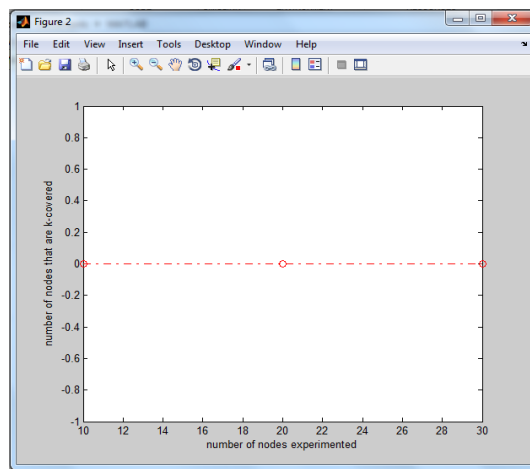 Figure 2
File Edit View Insert Tools Desktop Window Help
1
0.8
0.6
0.4
0.2
0
-0.2
-0.4
-0.6
-0.8
-1
number of nodes that are k-covered
10 12 14 16 18 20 22 24 26 28 30
number of nodes experimented